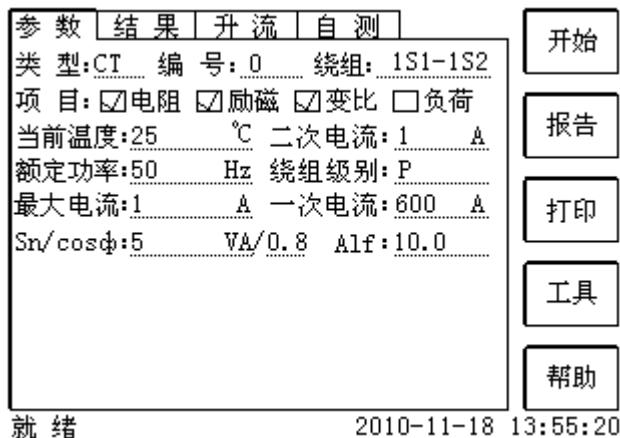 参 数 结 果 升 流 自 测
类 型:CT 编 号:0 绕组: 1S1-1S2
项 目:☑电阻 ☑励磁 ☑变比 ☐负荷
当前温度:25 ℃ 二次电流:1 A
额定功率:50 Hz 绕组级别:P
最大电流:1 A 一次电流:600 A
Sn/cosφ:5 VA/0.8 Alf:10.0
开始
报告
打印
工具
帮助
就 绪 2010-11-18 13:55:20